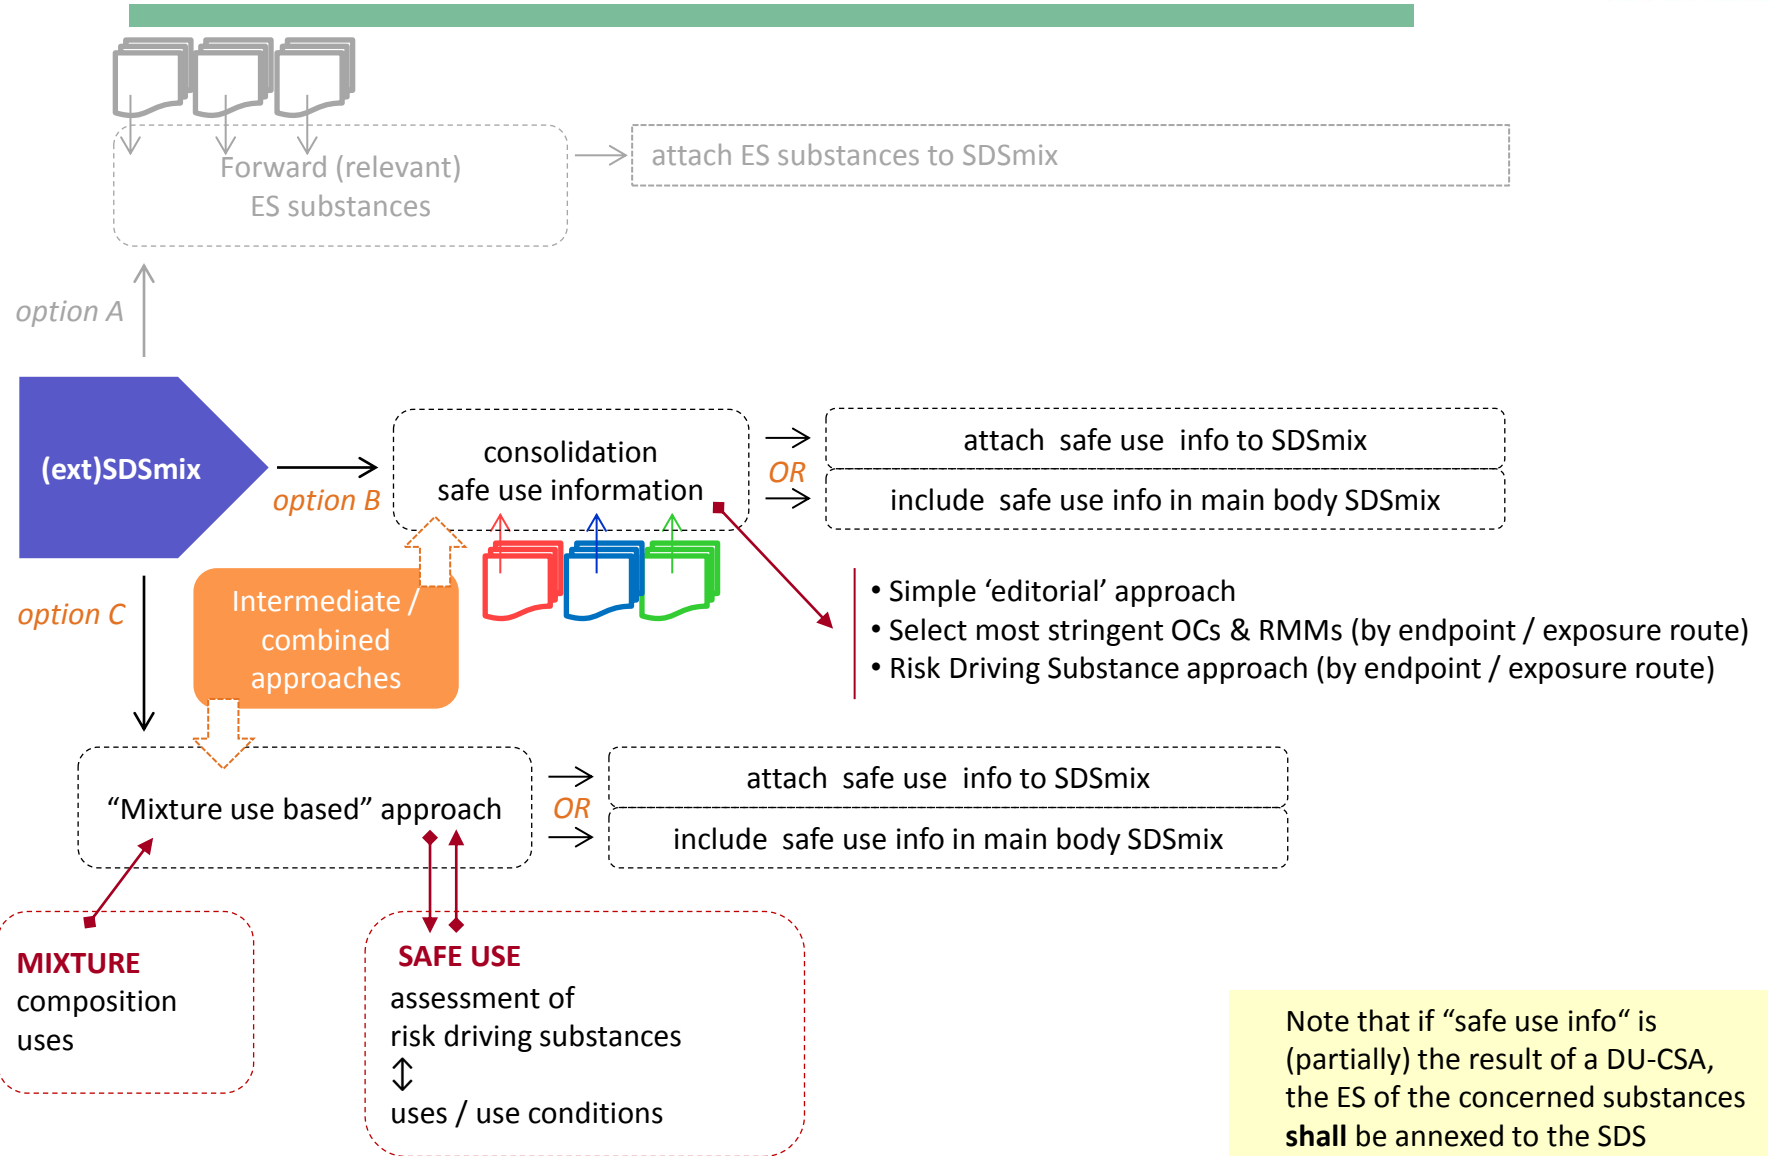 Forward (relevant)
ES substances
attach ES substances to SDSmix
option A
(ext)SDSmix
option B
consolidation
safe use information
OR
attach  safe use  info to SDSmix
include  safe use info in main body SDSmix
option C
Intermediate /
combined
approaches
• Simple ‘editorial’ approach
• Select most stringent OCs & RMMs (by endpoint / exposure route)
• Risk Driving Substance approach (by endpoint / exposure route)
“Mixture use based” approach
OR
attach  safe use  info to SDSmix
include  safe use info in main body SDSmix
MIXTURE
composition
uses
SAFE USE
assessment of
risk driving substances
↕
uses / use conditions
Note that if “safe use info“ is
(partially) the result of a DU-CSA,
the ES of the concerned substances
shall be annexed to the SDS